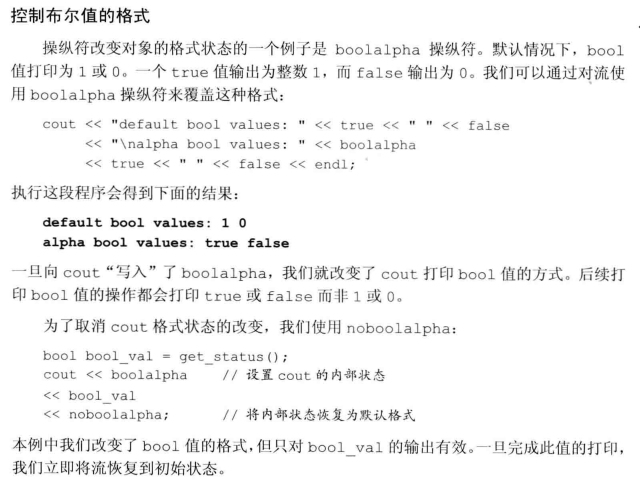 控制布尔值的格式
操纵符改变对象的格式状态的一个例子是 boolalpha 操纵符。默认情况下，bool
值打印为 1 或 0。一个 true 值输出为整数 1，而 false 输出为 0。我们可以通过对流使
用 boolalpha 操纵符来覆盖这种格式：
cout << "default bool values: " << true << " " << false
<< "\nalpha bool values: " << boolalpha
<< true << " " << false << endl;
执行这段程序会得到下面的结果：
default bool values: 1 0
alpha bool values: true false
一旦向 cout“写入”了 boolalpha，我们就改变了 cout 打印 bool 值的方式。后续打
印 bool 值的操作都会打印 true 或 false 而非 1 或 0。
为了取消 cout 格式状态的改变，我们使用 noboolalpha：
bool bool_val = get_status();
cout << boolalpha // 设置 cout 的内部状态
<< bool_val
<< noboolalpha; // 将内部状态恢复为默认格式
本例中我们改变了 bool 值的格式，但只对 bool_val 的输出有效。一旦完成此值的打印，
我们立即将流恢复到初始状态。